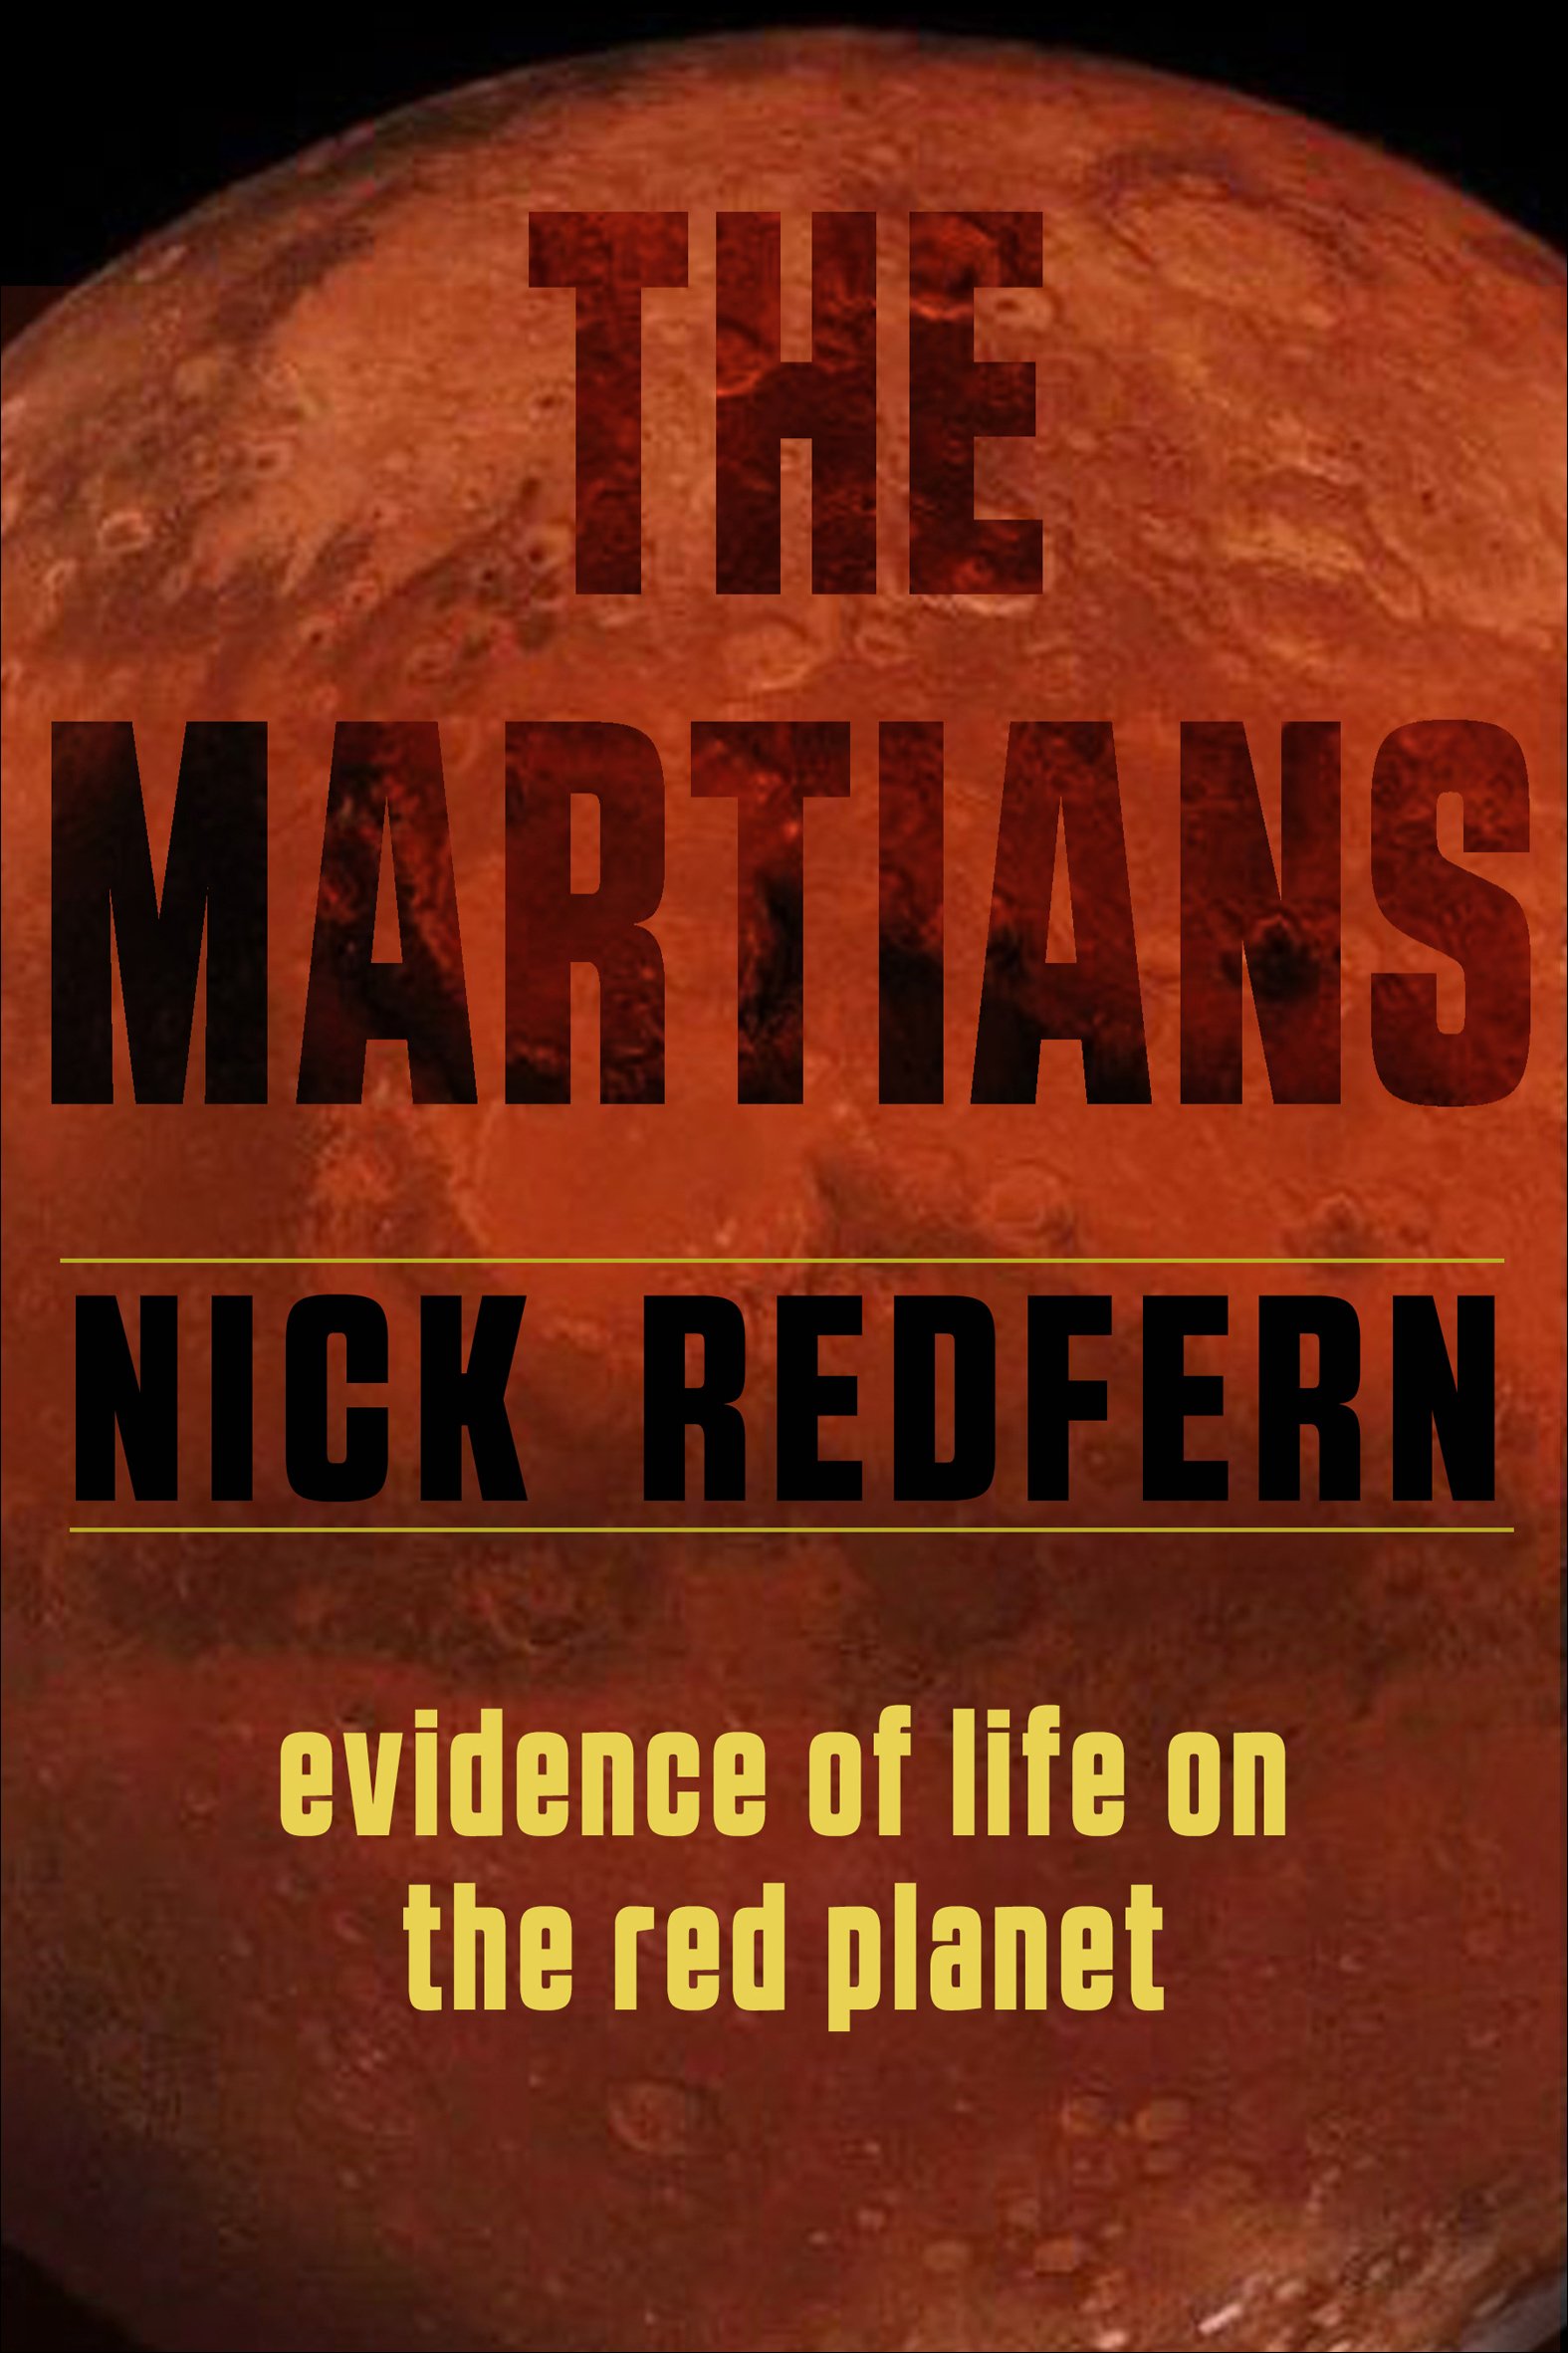 THE
MARTIANS
NICK REDFERN
evidence of life on
the red planet